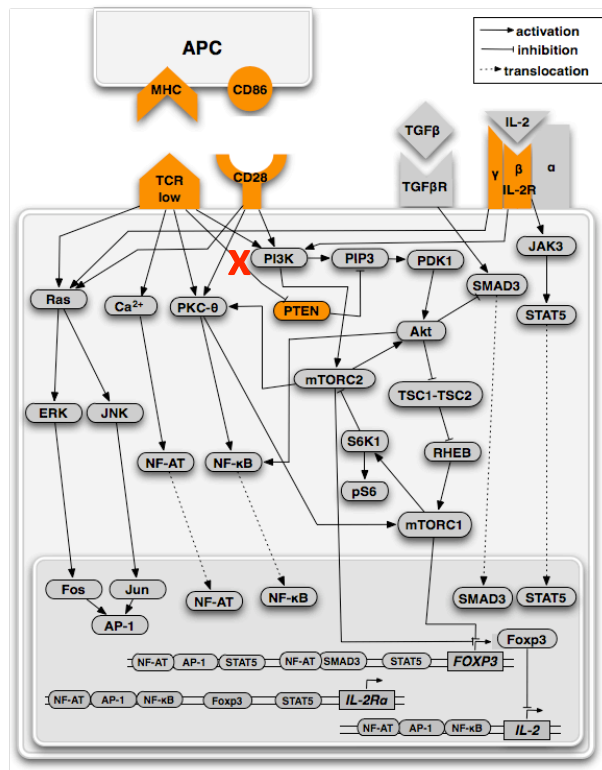 activation
inhibition
translocation
APC
MHC
CD86
TGFβ
IL-2
TCR
low
CD28
TGFβR
γ
β
IL-2R
α
X
PI3K
PIP3
PDK1
JAK3
Ras
Ca2+
PKC-θ
PTEN
SMAD3
Akt
STAT5
mTORC2
TSC1-TSC2
ERK
JNK
S6K1
NF-AT
NF-κB
RHEB
pS6
mTORC1
Fos
Jun
NF-AT
NF-κB
SMAD3
STAT5
AP-1
Foxp3
NF-AT AP-1 STAT5 NF-AT SMAD3 STAT5 FOXP3
NF-AT AP-1 NF-κB Foxp3 STAT5 IL-2Rα
NF-AT AP-1 NF-κB IL-2